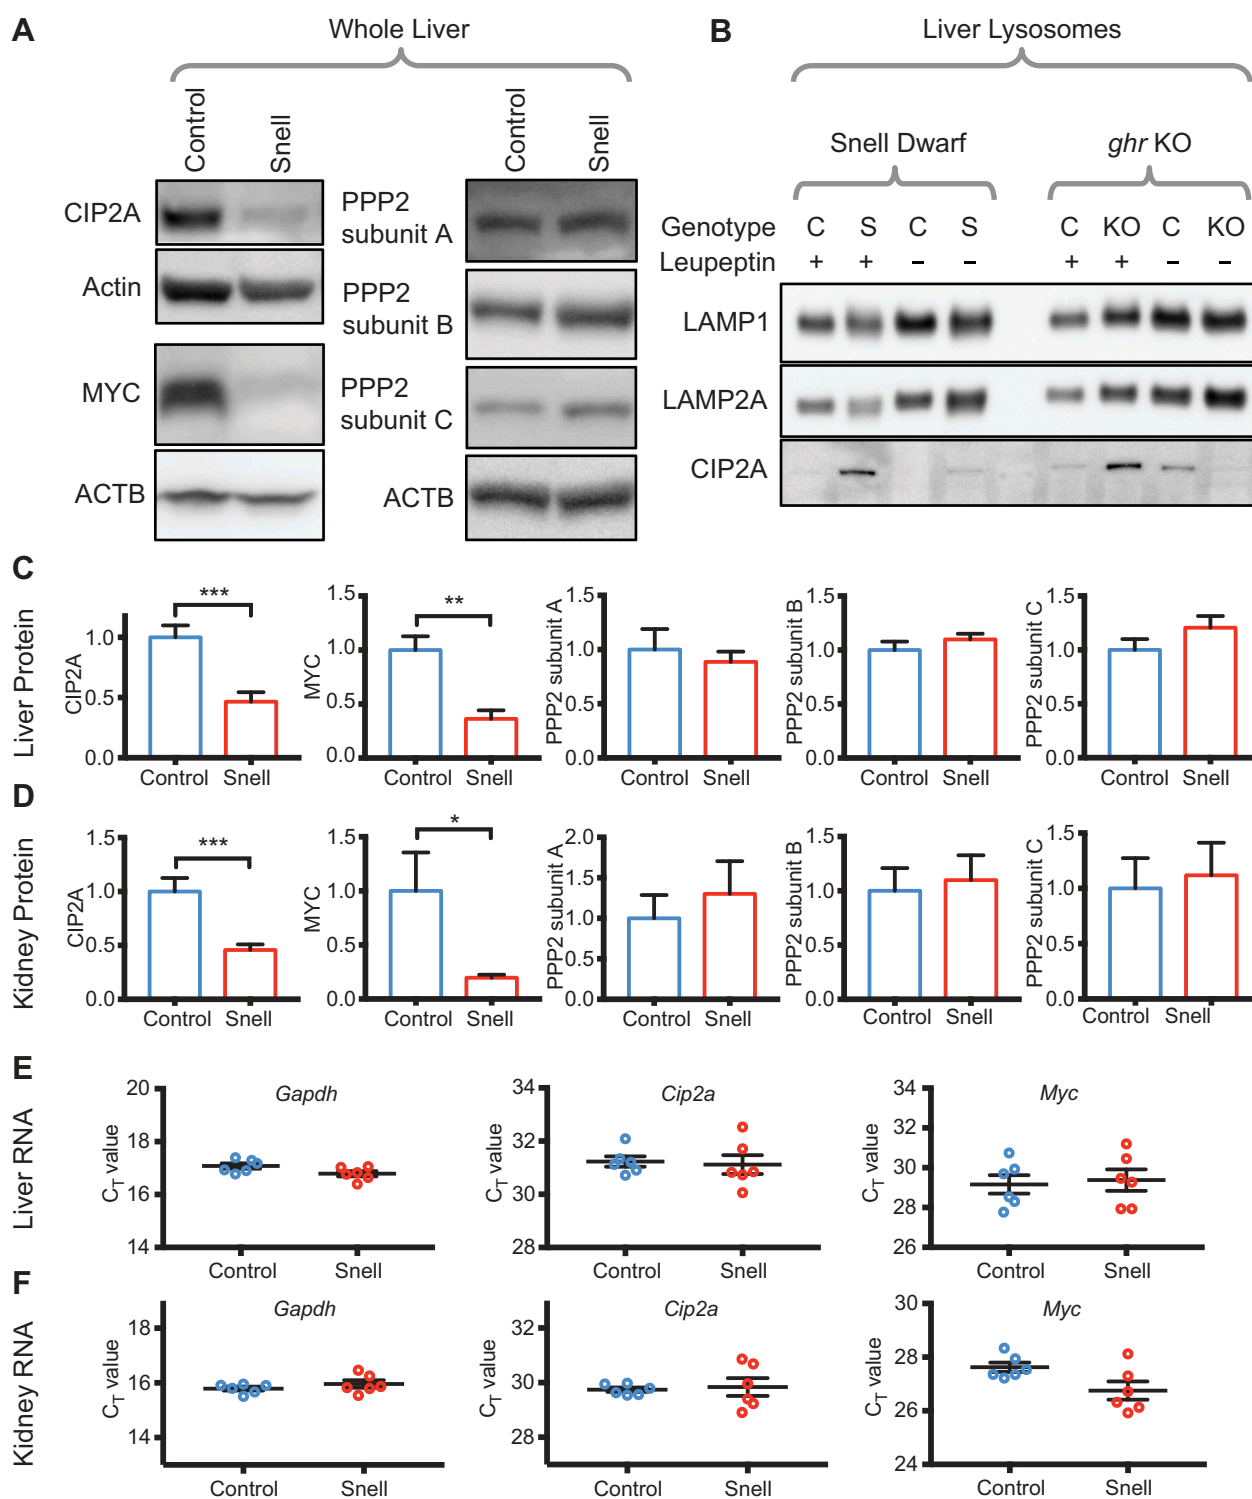 A
Whole Liver
Control
Snell
Control
Snell
CIP2A
Actin
MYC
ACTB
PPP2
subunit A
PPP2
subunit B
PPP2
subunit C
ACTB
B
Liver Lysosomes
Snell Dwarf
ghr KO
Genotype C S C S C KO C KO
Leupeptin + + – – + + – –
LAMP1
LAMP2A
CIP2A
C
Liver Protein
CIP2A
1.0
0.5
0.0
***
Control Snell
MYC
1.5
1.0
0.5
0.0
**
Control Snell
PPP2 subunit A
1.5
1.0
0.5
0.0
Control Snell
PPP2 subunit B
1.5
1.0
0.5
0.0
Control Snell
PPP2 subunit C
1.5
1.0
0.5
0.0
Control Snell
D
Kidney Protein
CIP2A
1.5
1.0
0.5
0.0
***
Control Snell
MYC
1.5
1.0
0.5
0.0
*
Control Snell
PPP2 subunit A
2.0
1.5
1.0
0.5
0.0
Control Snell
PPP2 subunit B
1.5
1.0
0.5
0.0
Control Snell
PPP2 subunit C
1.5
1.0
0.5
0.0
Control Snell
E
Liver RNA
Gapdh
CT value
20
18
16
14
Control Snell
Cip2a
CT value
34
32
30
28
Control Snell
Myc
CT value
34
32
30
28
26
Control Snell
F
Kidney RNA
Gapdh
CT value
18
16
14
Control Snell
Cip2a
CT value
32
30
28
Control Snell
Myc
CT value
30
28
26
24
Control Snell